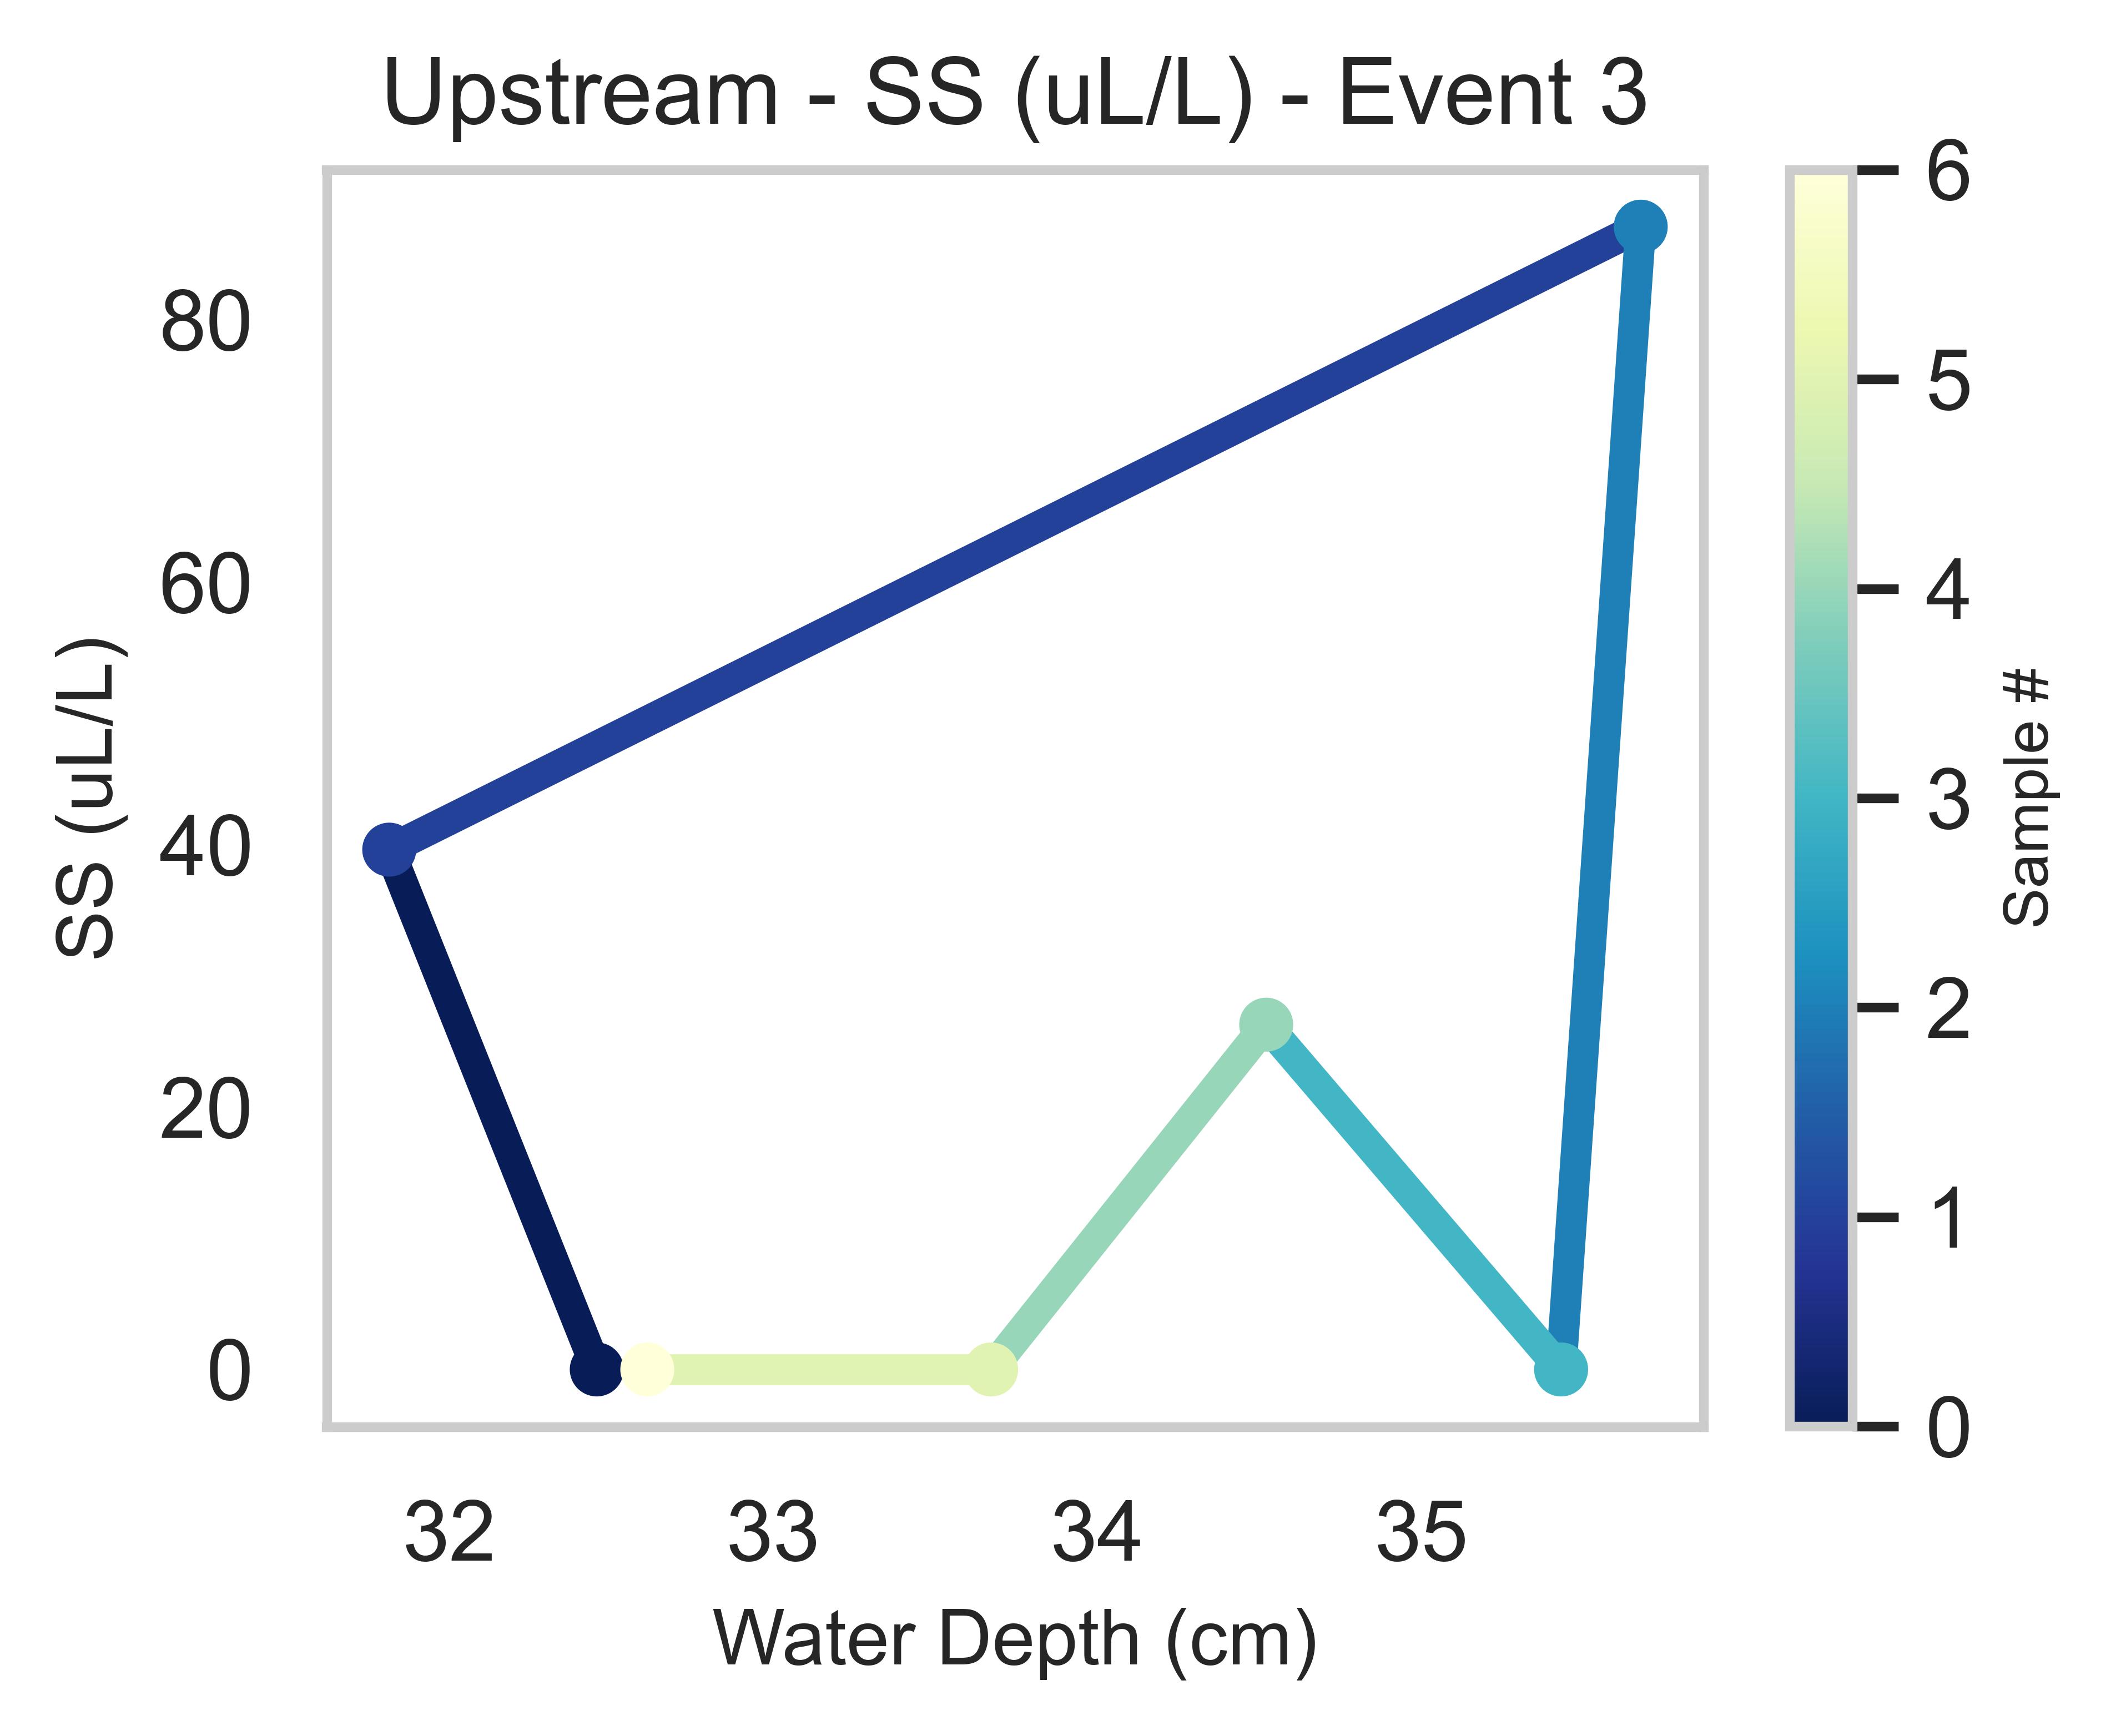 Upstream - SS (uL/L) - Event 3
SS (uL/L)
80
60
40
20
0
32 33 34 35
Water Depth (cm)
6
5
4
3
2
1
0
Sample #